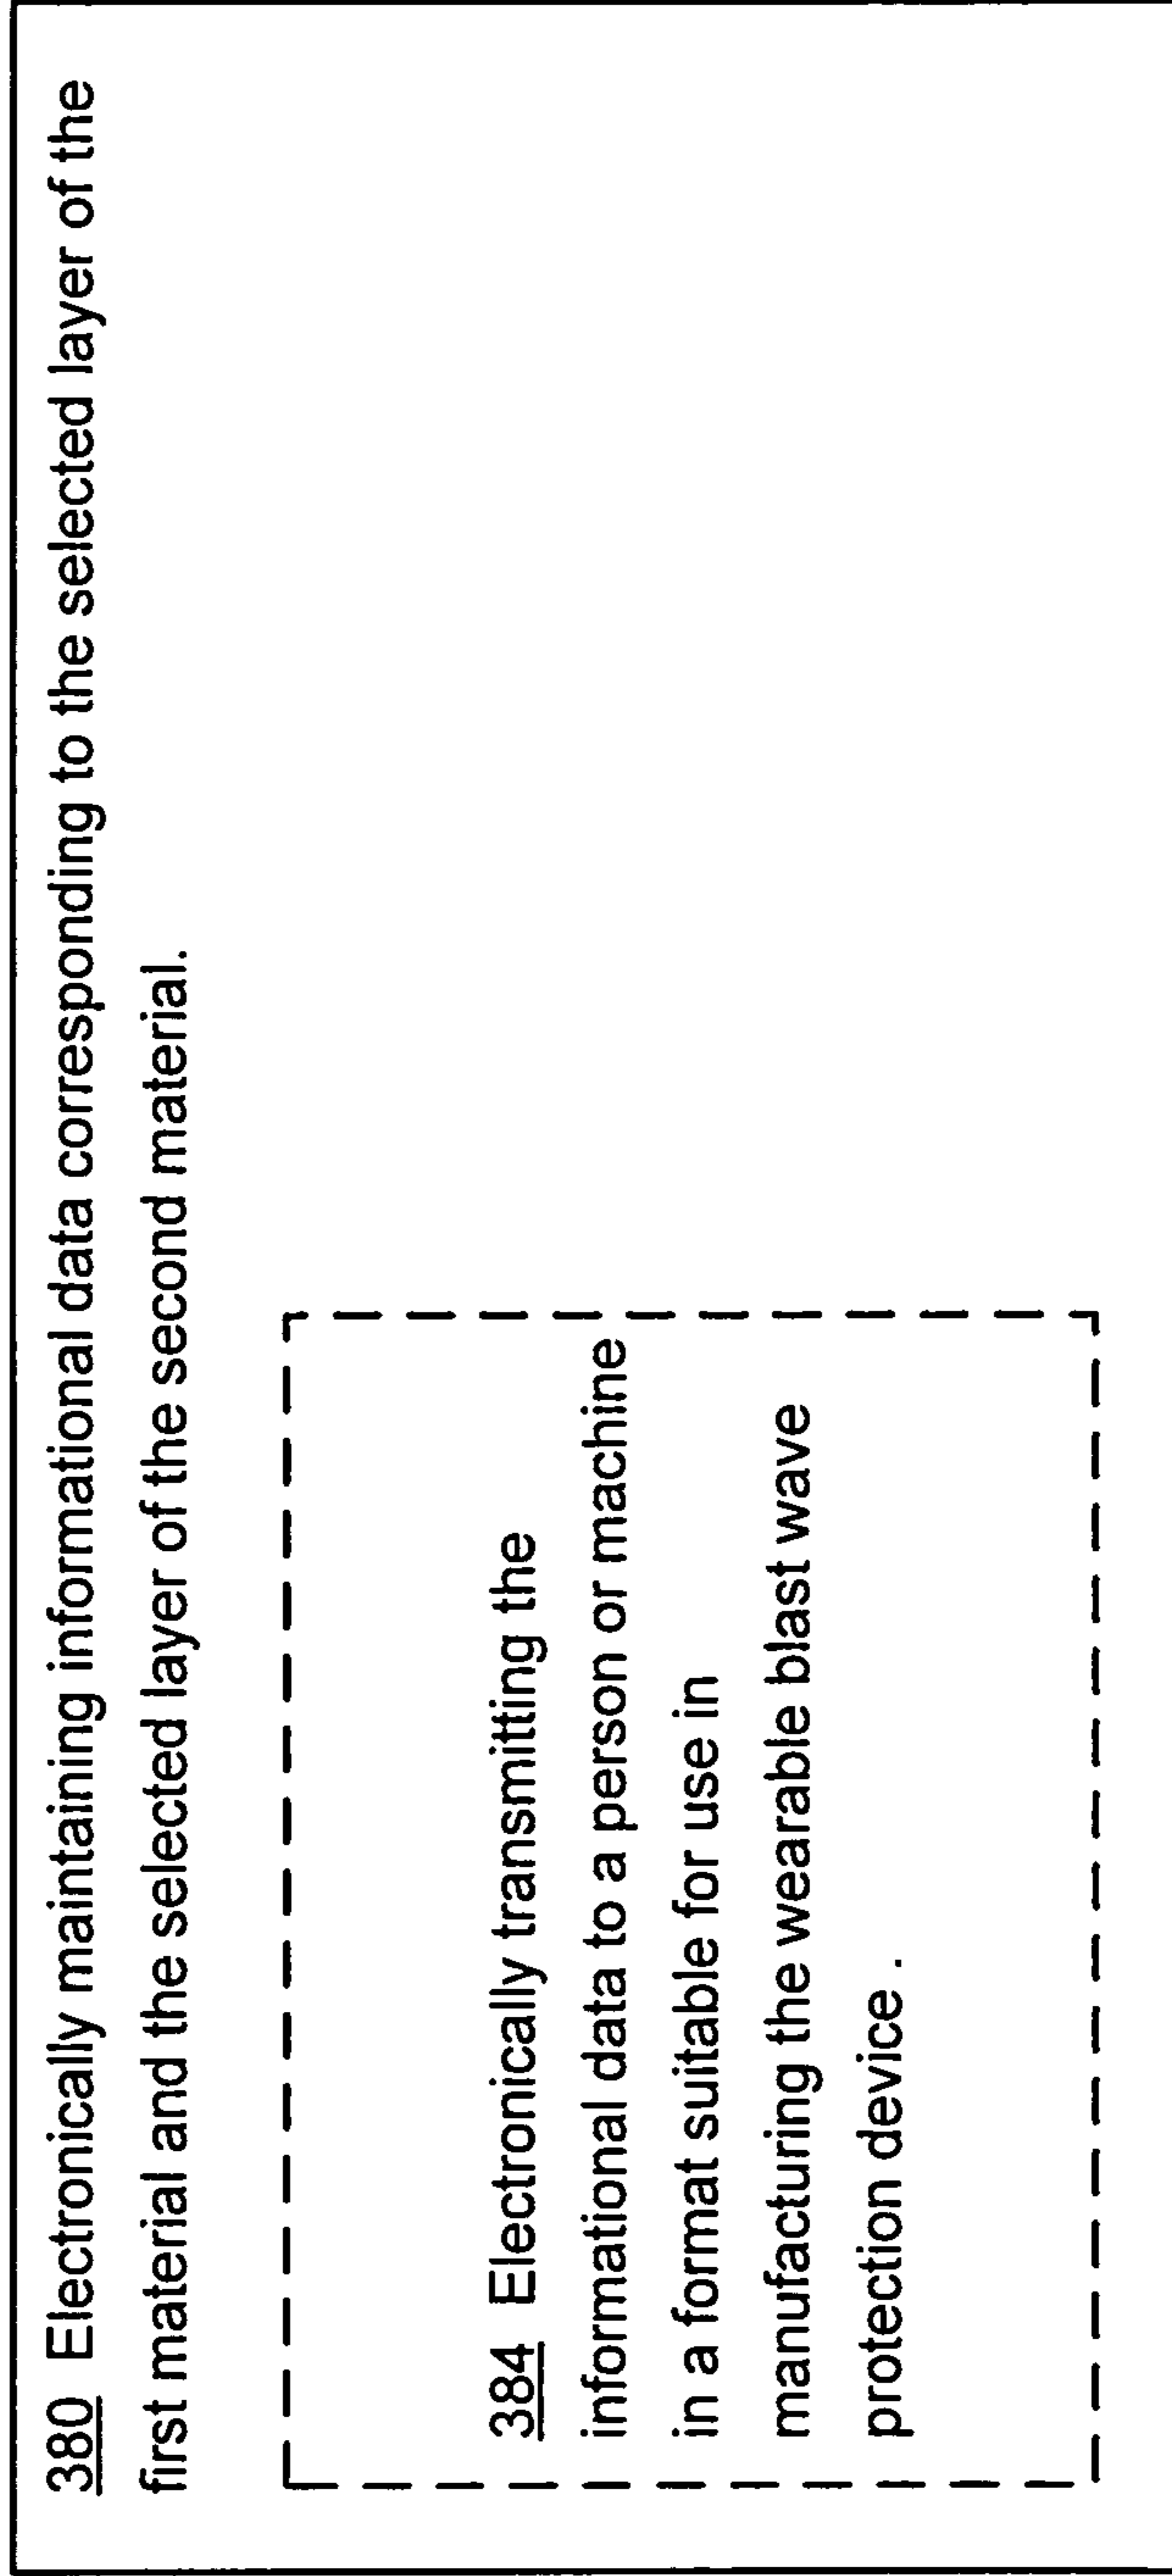 380 Electronically maintaining informational data corresponding to the selected layer of the
first material and the selected layer of the second material.
384 Electronically transmitting the
informational data to a person or machine
in a format suitable for use in
manufacturing the wearable blast wave
protection device .